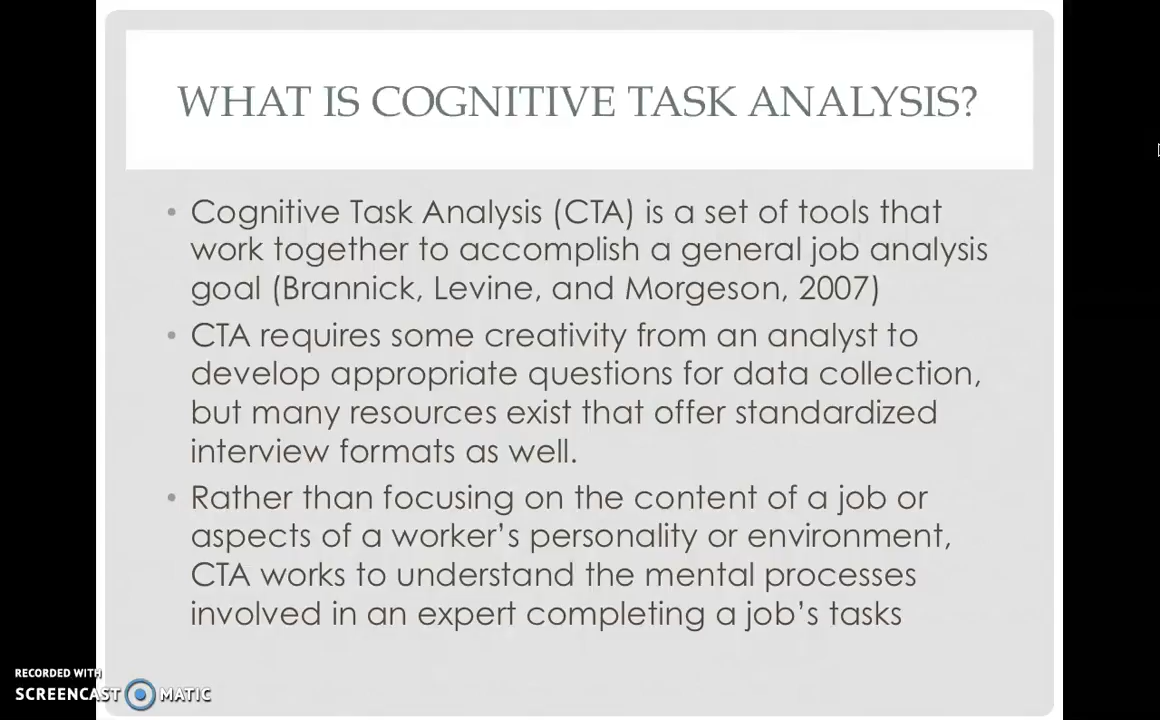 WHAT IS COGNITIVE TASK ANALYSIS?
• Cognitive Task Analysis (CTA) is a set of tools that
work together to accomplish a general job analysis
goal (Brannick, Levine, and Morgeson, 2007)
• CTA requires some creativity from an analyst to
develop appropriate questions for data collection,
but many resources exist that offer standardized
interview formats as well.
• Rather than focusing on the content of a job or
aspects of a worker’s personality or environment,
CTA works to understand the mental processes
involved in an expert completing a job’s tasks
RECORDED WITH
SCREENCAST MATIC